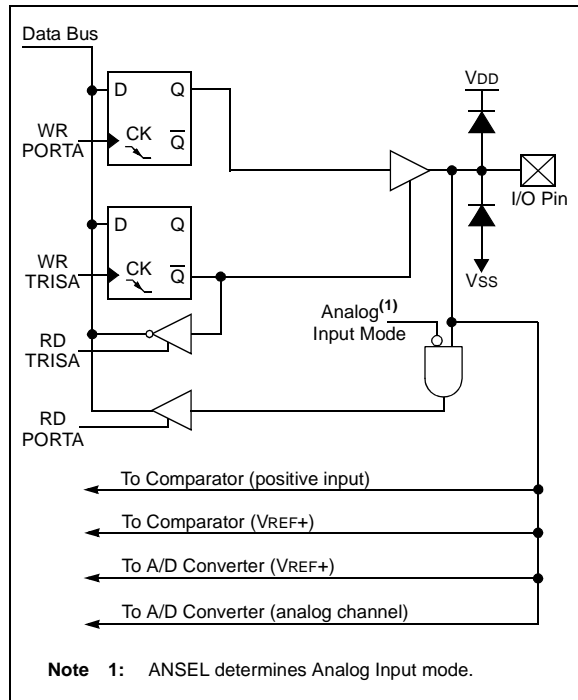 Data Bus
D Q
WR
PORTA
CK Q
VDD
I/O Pin
VSS
D Q
WR
TRISA
CK Q
RD
TRISA
Analog(1)
Input Mode
RD
PORTA
To Comparator (positive input)
To Comparator (VREF+)
To A/D Converter (VREF+)
To A/D Converter (analog channel)
Note 1: ANSEL determines Analog Input mode.